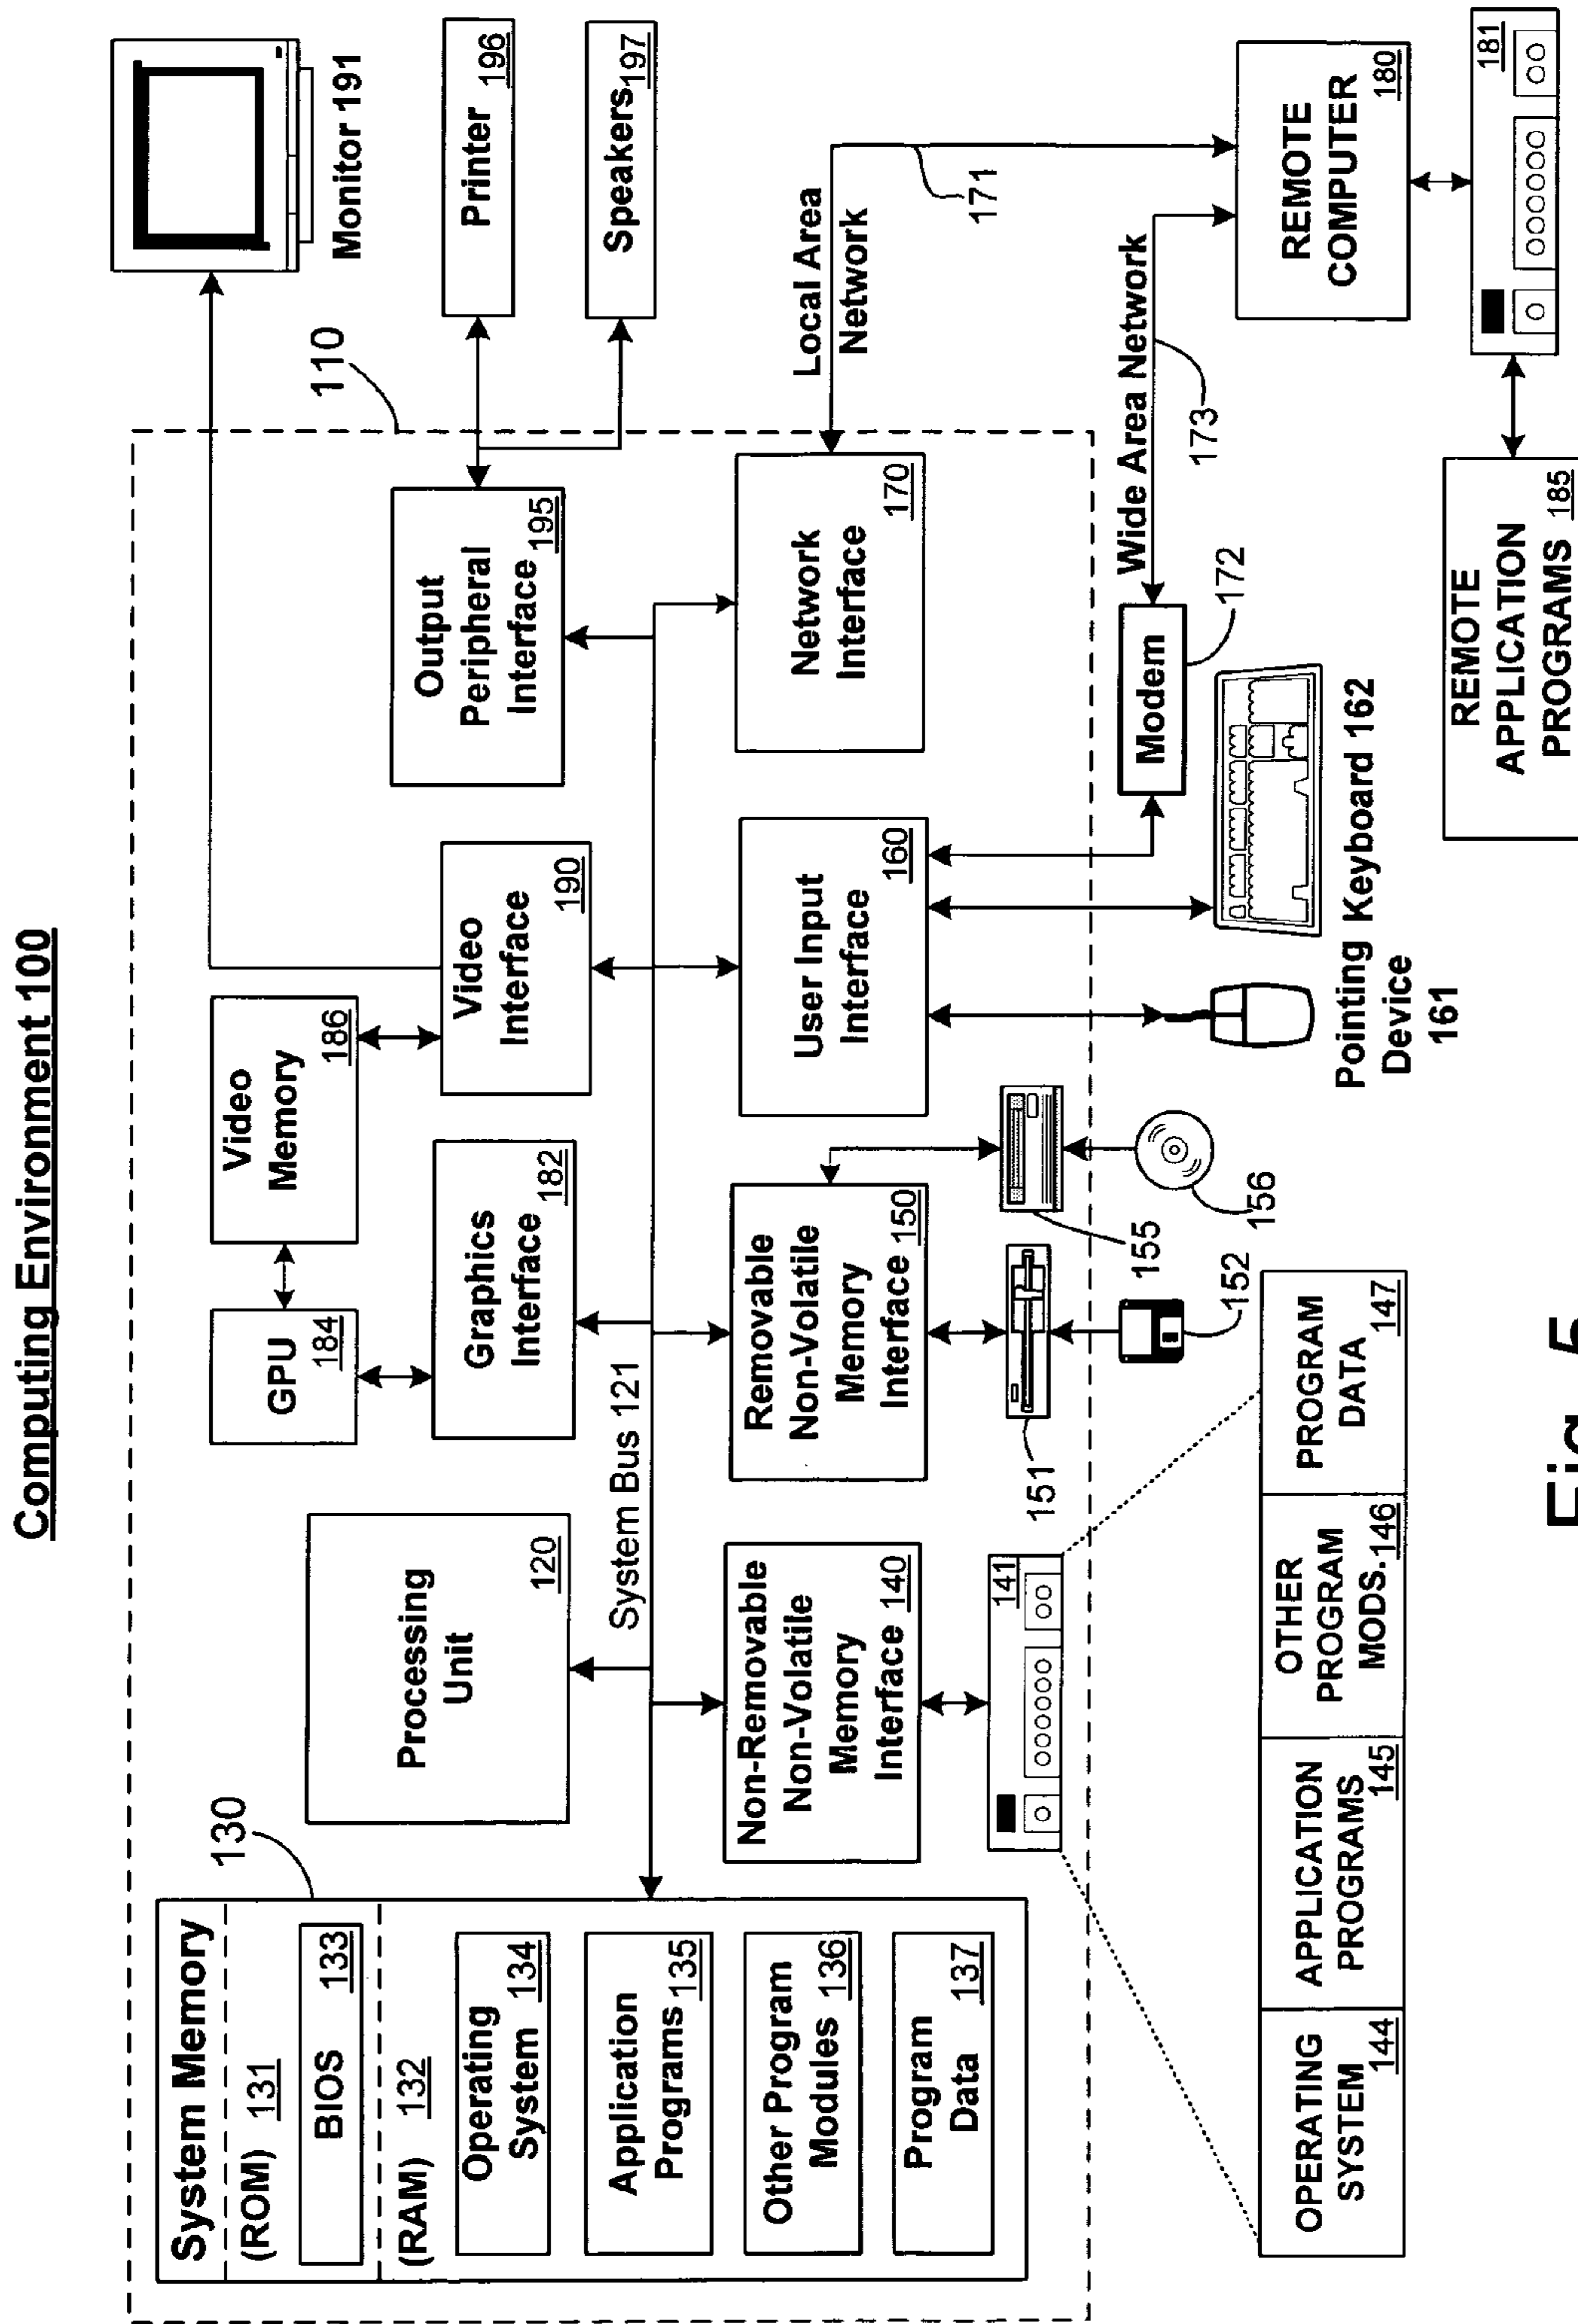 Computing Environment 100
System Memory
(ROM) 131
BIOS 133
(RAM) 132
Operating
System 134
Application
Programs 135
Other Program
Modules 136
Program
Data 137
130
Processing
Unit
120
System Bus 121
GPU
184
Video
Memory
186
Graphics
Interface
182
Video
Interface
190
Output
Peripheral
Interface 195
110
Monitor 191
Printer 196
Speakers 197
Non-Removable
Non-Volatile
Memory
Interface 140
Removable
Non-Volatile
Memory
Interface 150
User Input
Interface
160
Network
Interface
170
Local Area
Network
171
141
151
152
155
156
Modem
172
Wide Area Network
173
Pointing
Device
161
Keyboard 162
REMOTE
COMPUTER
180
181
OPERATING
SYSTEM 144
APPLICATION
PROGRAMS 145
OTHER
PROGRAM
MODS. 146
PROGRAM
DATA 147
REMOTE
APPLICATION
PROGRAMS 185
Fig. 5